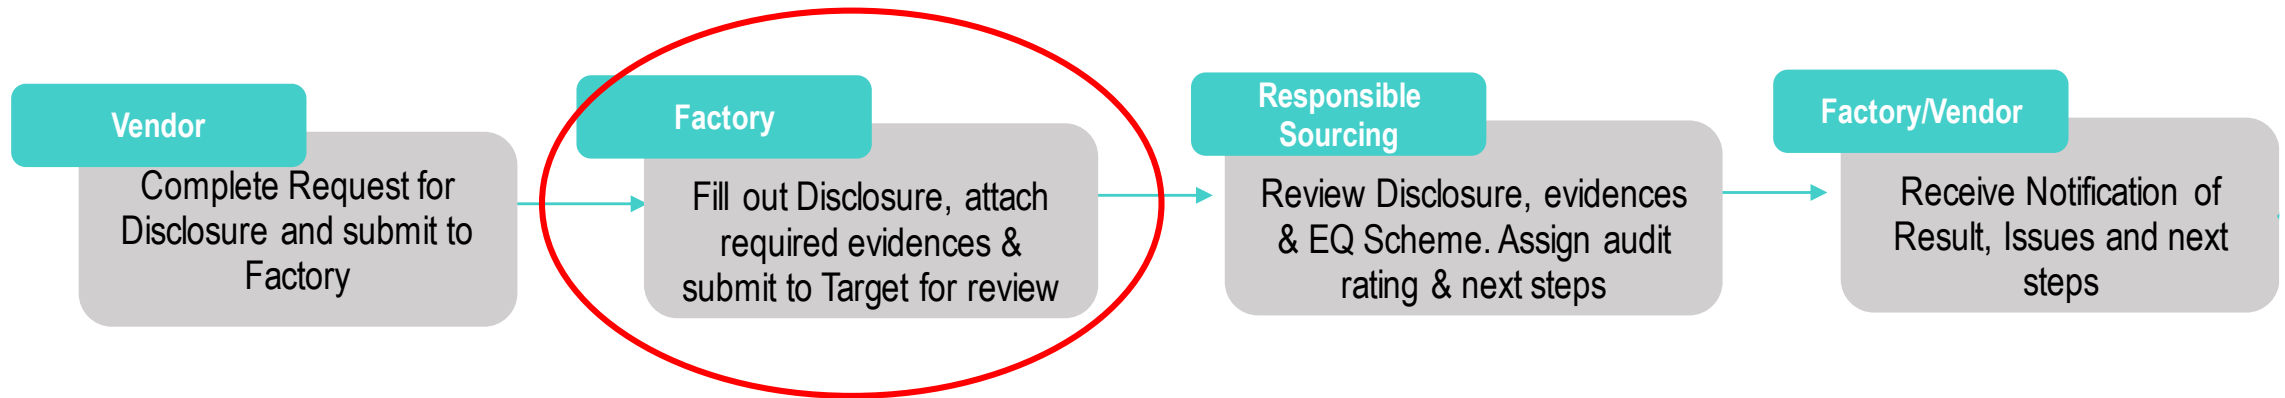 Vendor
Complete Request for
Disclosure and submit to
Factory
Factory
Fill out Disclosure, attach
required evidences &
submit to Target for review
Responsible
Sourcing
Review Disclosure, evidences
& EQ Scheme. Assign audit
rating & next steps
Factory/Vendor
Receive Notification of
Result, Issues and next
steps